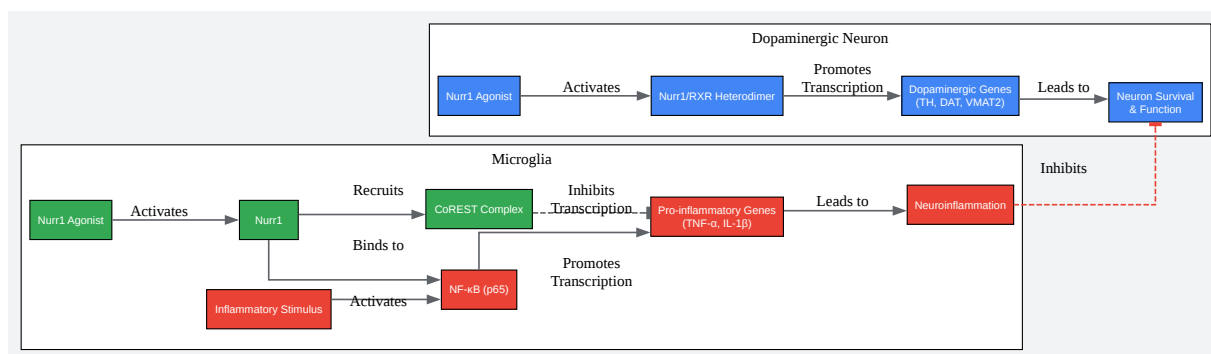 Dopaminergic Neuron
Nurr1 Agonist
Activates
Nurr1/RXR Heterodimer
Promotes
Transcription
Dopaminergic Genes
(TH, DAT, VMAT2)
Leads to
Neuron Survival
& Function
Microglia
Inhibits
Nurr1 Agonist
Activates
Nurr1
Recruits
CoREST Complex
Inhibits
Transcription
Pro-inflammatory Genes
(TNF-α, IL-1β)
Leads to
Neuroinflammation
Binds to
NF-κB (p65)
Promotes
Transcription
Inflammatory Stimulus
Activates